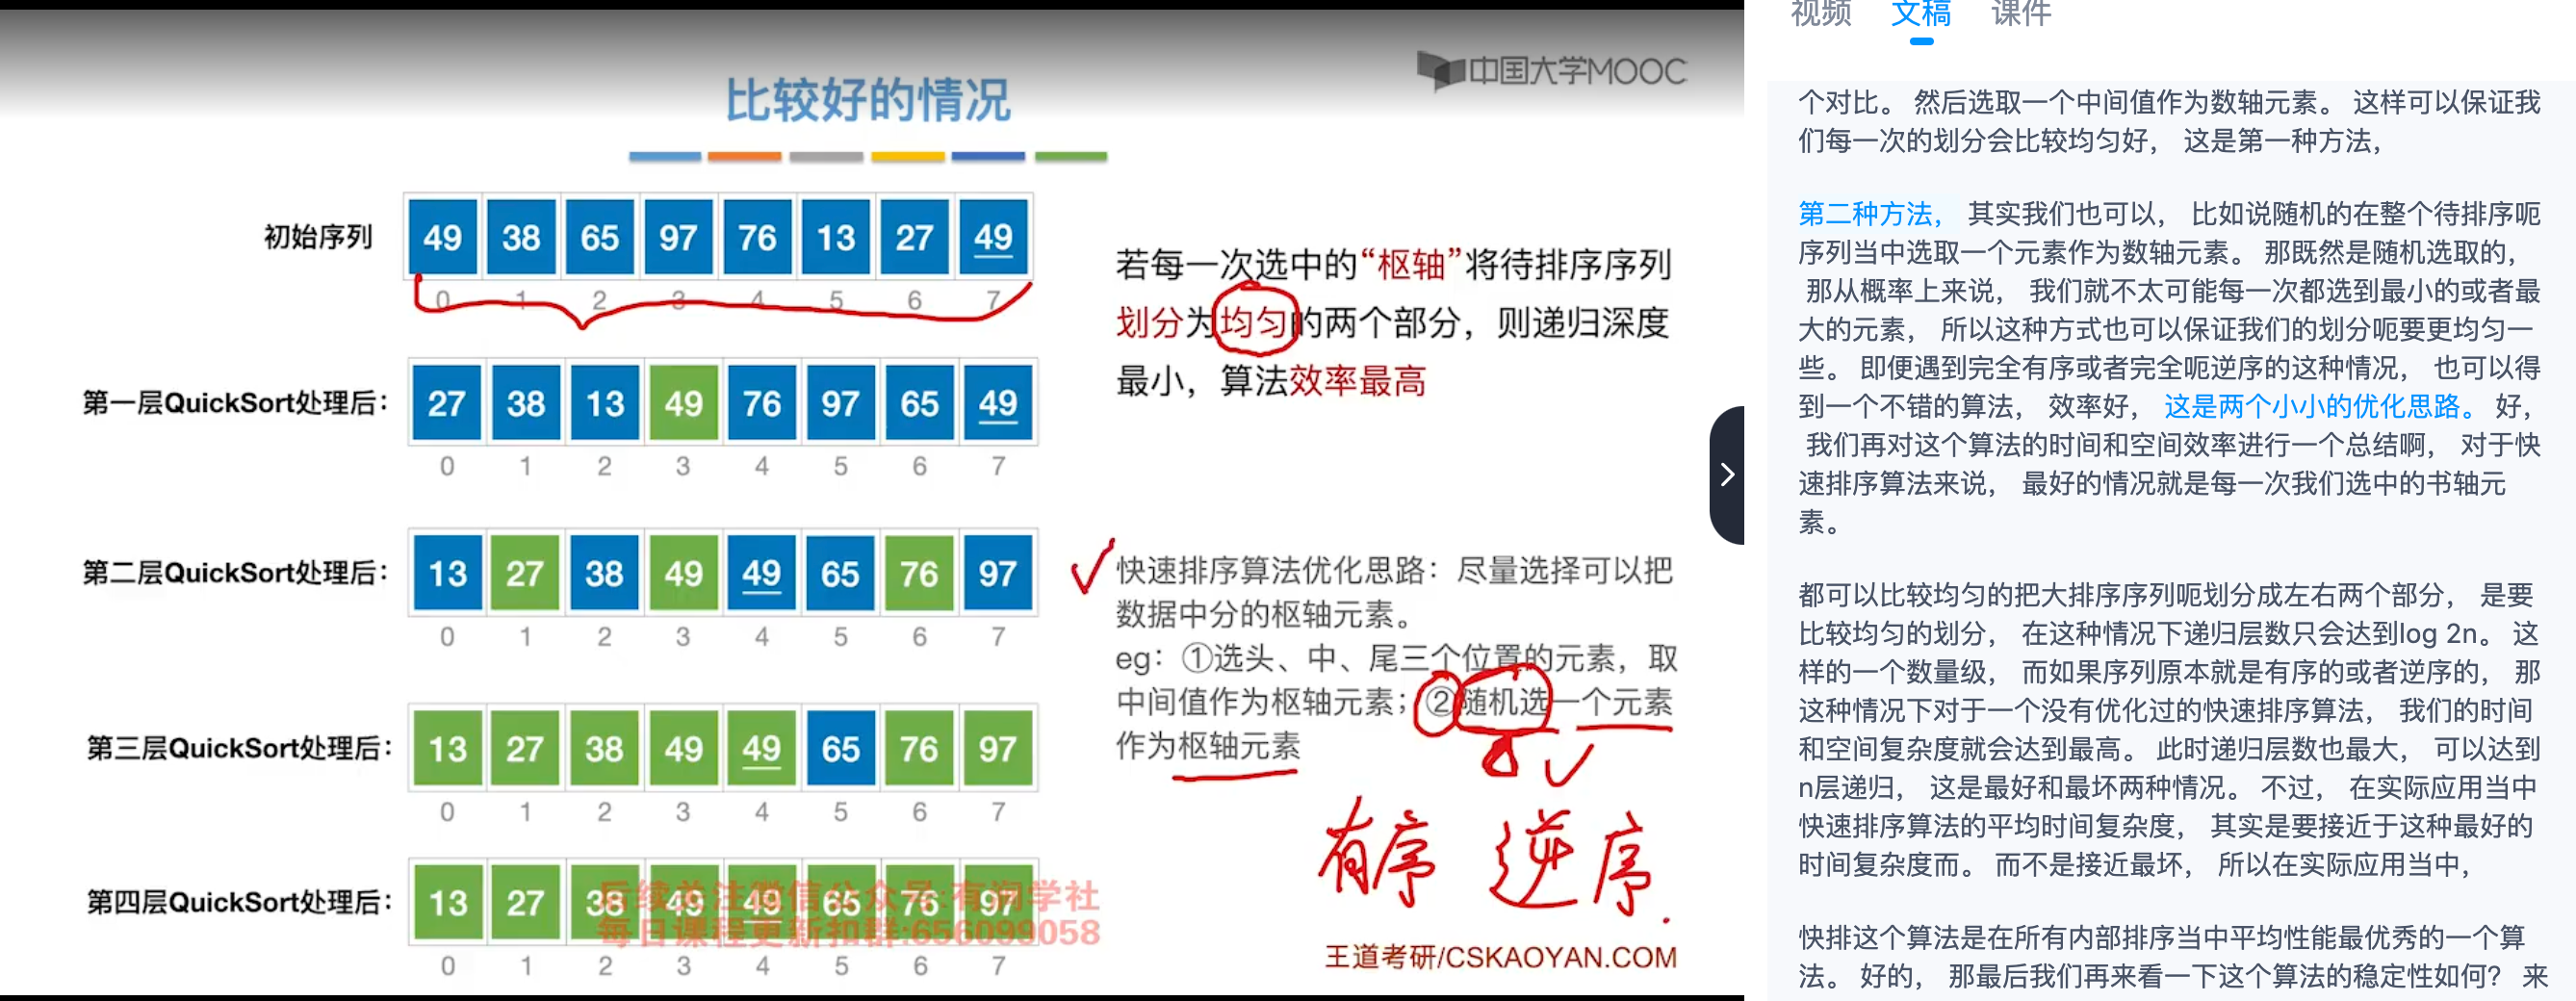 中国大学MOOC
比较好的情况
初始序列
49 38 65 97 76 13 27 49
0 1 2 3 4 5 6 7
第一层QuickSort处理后：
27 38 13 49 76 97 65 49
0 1 2 3 4 5 6 7
第二层QuickSort处理后：
13 27 38 49 49 65 76 97
0 1 2 3 4 5 6 7
第三层QuickSort处理后：
13 27 38 49 49 65 76 97
0 1 2 3 4 5 6 7
第四层QuickSort处理后：
13 27 38 49 49 65 76 97
0 1 2 3 4 5 6 7
后续关注微信公众号:有润学社
每日课程更新扣群:656099058
若每一次选中的“枢轴”将待排序序列
划分为均匀的两个部分，则递归深度
最小，算法效率最高
快速排序算法优化思路：尽量选择可以把
数据中分的枢轴元素。
eg：①选头、中、尾三个位置的元素，取
中间值作为枢轴元素；②随机选一个元素
作为枢轴元素
有序 逆序
王道考研/CSKAOYAN.COM
视频 文稿 课件
个对比。 然后选取一个中间值作为数轴元素。 这样可以保证我
们每一次的划分会比较均匀好， 这是第一种方法，
第二种方法， 其实我们也可以， 比如说随机的在整个待排序呃
序列当中选取一个元素作为数轴元素。 那既然是随机选取的，
那从概率上来说， 我们就不太可能每一次都选到最小的或者最
大的元素， 所以这种方式也可以保证我们的划分呃要更均匀一
些。 即便遇到完全有序或者完全呃逆序的这种情况， 也可以得
到一个不错的算法， 效率好， 这是两个小小的优化思路。 好，
我们再对这个算法的时间和空间效率进行一个总结啊， 对于快
速排序算法来说， 最好的情况就是每一次我们选中的书轴元
素。
都可以比较均匀的把大排序序列呃划分成左右两个部分， 是要
比较均匀的划分， 在这种情况下递归层数只会达到log 2n。 这
样的一个数量级， 而如果序列原本就是有序的或者逆序的， 那
这种情况下对于一个没有优化过的快速排序算法， 我们的时间
和空间复杂度就会达到最高。 此时递归层数也最大， 可以达到
n层递归， 这是最好和最坏两种情况。 不过， 在实际应用当中
快速排序算法的平均时间复杂度， 其实是要接近于这种最好的
时间复杂度而。 而不是接近最坏， 所以在实际应用当中，
快排这个算法是在所有内部排序当中平均性能最优秀的一个算
法。 好的， 那最后我们再来看一下这个算法的稳定性如何？ 来